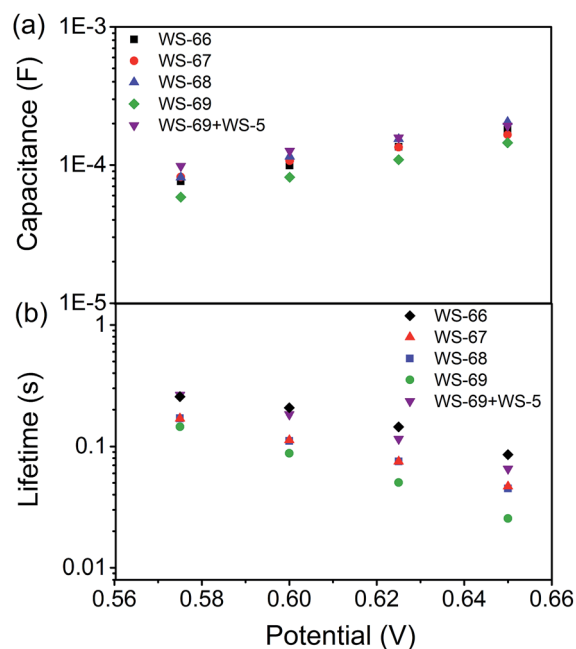 (a)
1E-3
WS-66
WS-67
WS-68
WS-69
WS-69+WS-5
1E-4
1E-5
Capacitance (F)
(b)
1
WS-66
WS-67
WS-68
WS-69
WS-69+WS-5
0.1
0.01
Lifetime (s)
0.56 0.58 0.60 0.62 0.64 0.66
Potential (V)